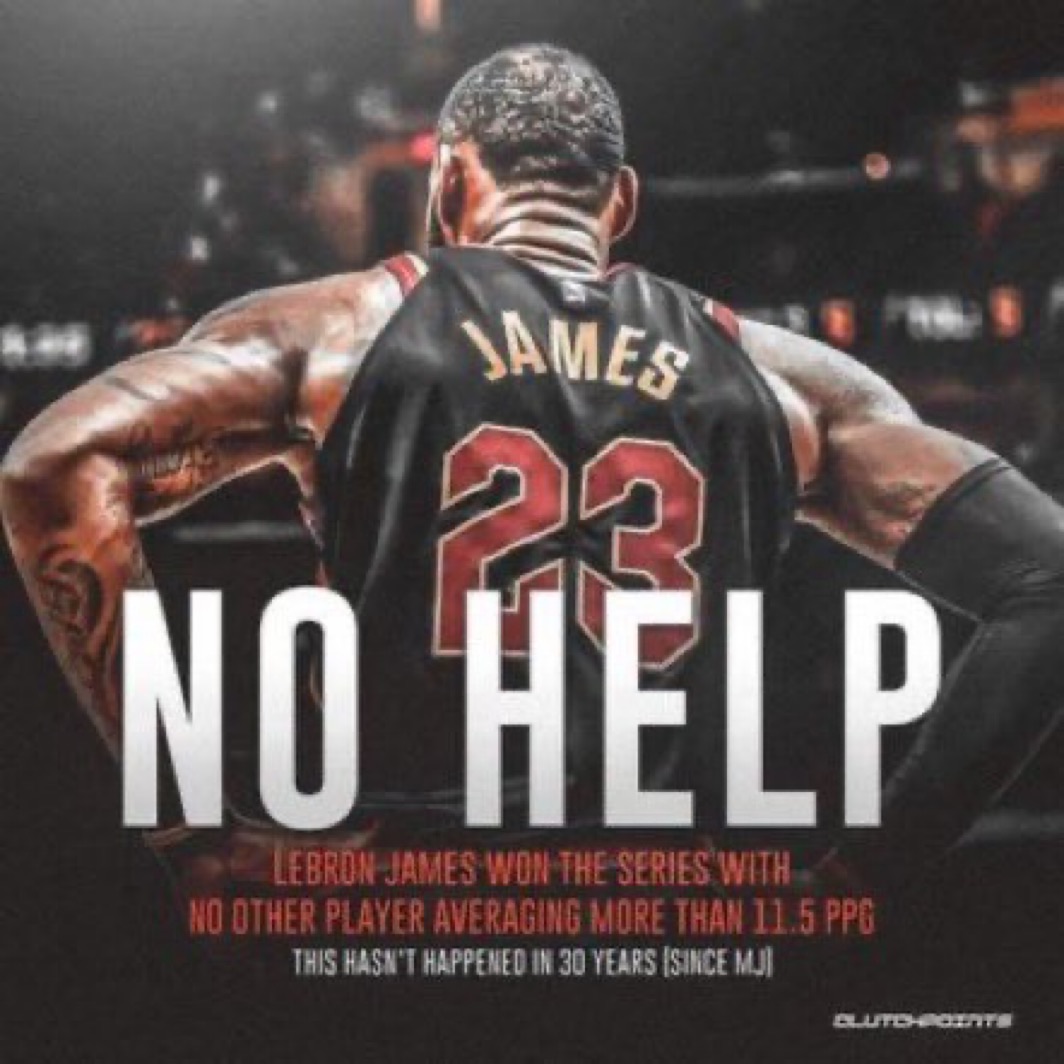 JAMES
23
NO HELP
LEBRON JAMES WON THE SERIES WITH
NO OTHER PLAYER AVERAGING MORE THAN 11.5 PPG
THIS HASN'T HAPPENED IN 30 YEARS (SINCE MJ)
CLUTCHPOINTS